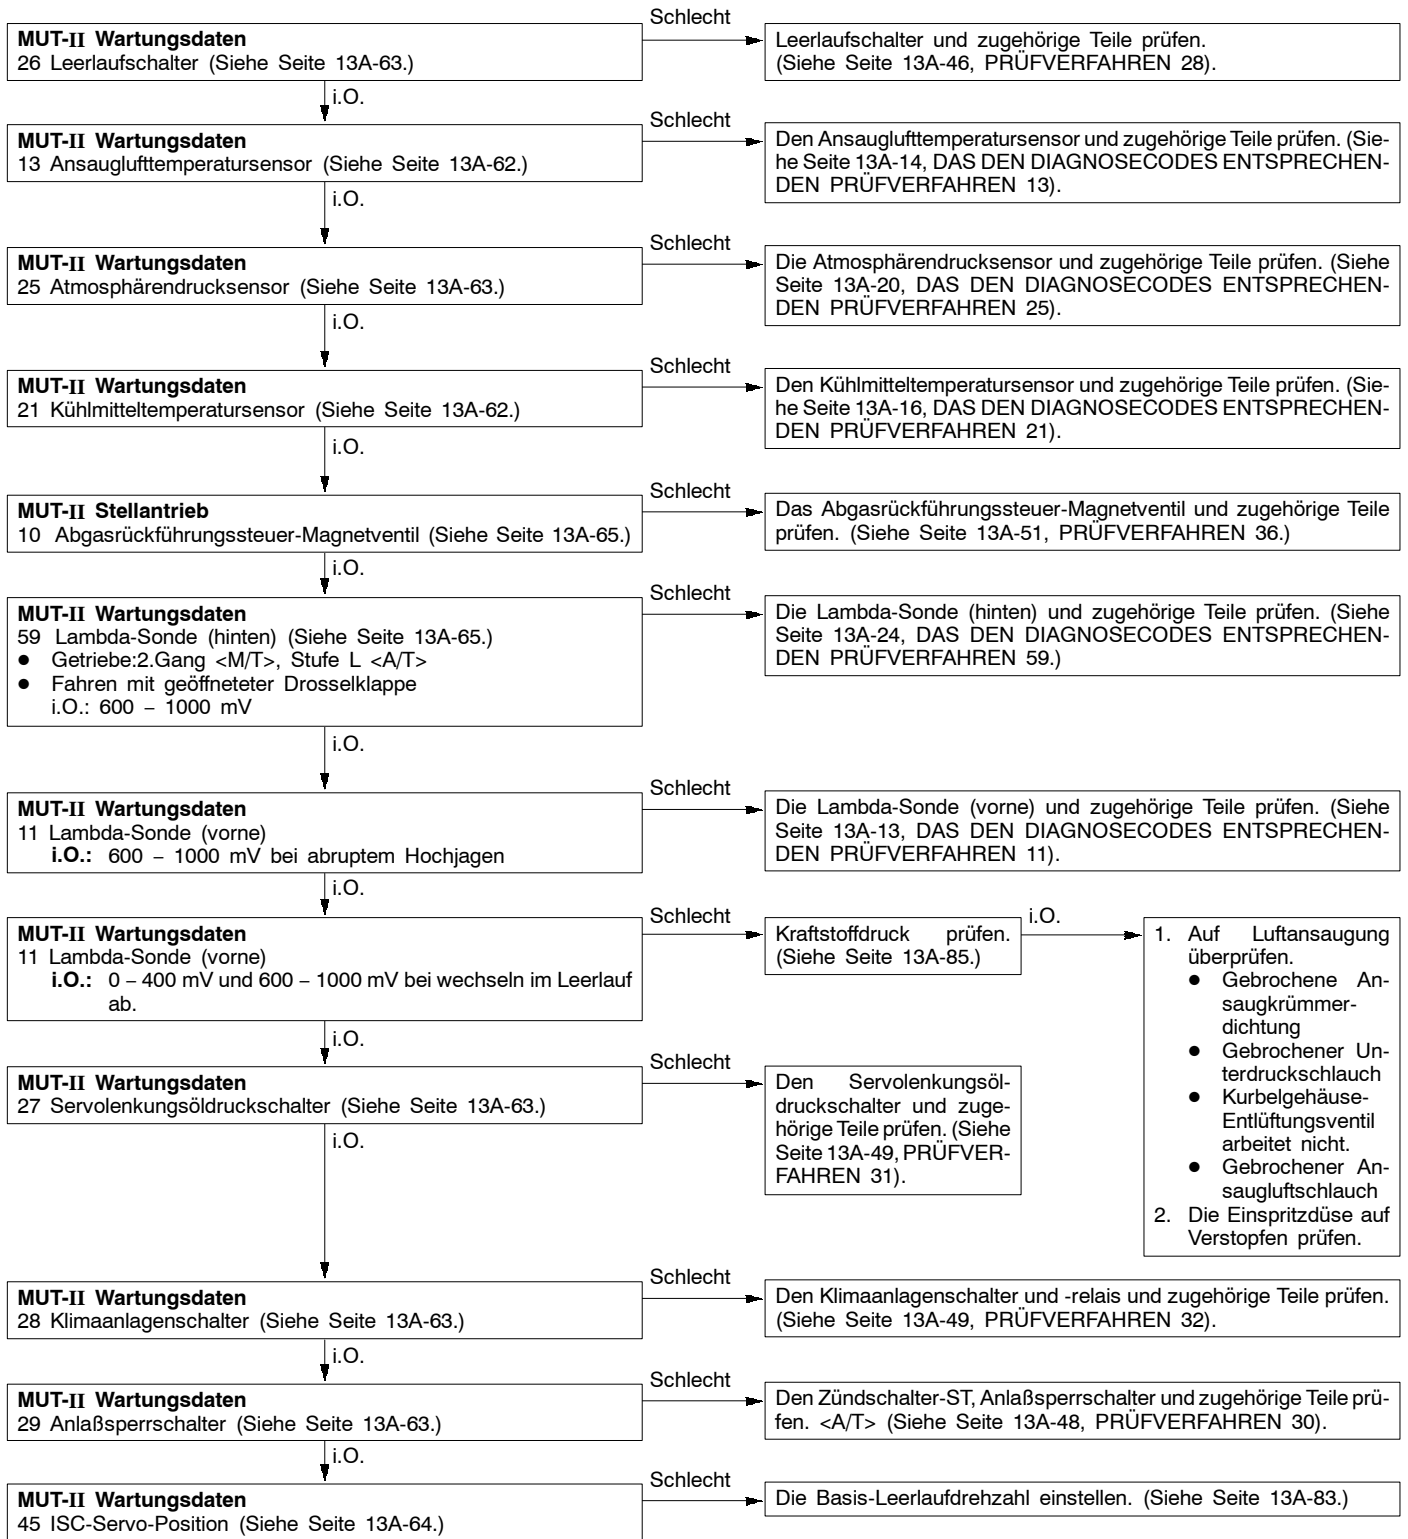 Schlecht
MUT-II Wartungsdaten
26 Leerlaufschalter (Siehe Seite 13A-63.)
Leerlaufschalter und zugehörige Teile prüfen.
(Siehe Seite 13A-46, PRÜFVERFAHREN 28).
i.O.
Schlecht
MUT-II Wartungsdaten
13 Ansauglufttemperatursensor (Siehe Seite 13A-62.)
Den Ansauglufttemperatursensor und zugehörige Teile prüfen. (Sie-
he Seite 13A-14, DAS DEN DIAGNOSECODES ENTSPRECHEN-
DEN PRÜFVERFAHREN 13).
i.O.
Schlecht
MUT-II Wartungsdaten
25 Atmosphärendrucksensor (Siehe Seite 13A-63.)
Die Atmosphärendrucksensor und zugehörige Teile prüfen. (Siehe
Seite 13A-20, DAS DEN DIAGNOSECODES ENTSPRECHEN-
DEN PRÜFVERFAHREN 25).
i.O.
Schlecht
MUT-II Wartungsdaten
21 Kühlmitteltemperatursensor (Siehe Seite 13A-62.)
Den Kühlmitteltemperatursensor und zugehörige Teile prüfen. (Sie-
he Seite 13A-16, DAS DEN DIAGNOSECODES ENTSPRECHEN-
DEN PRÜFVERFAHREN 21).
i.O.
Schlecht
MUT-II Stellantrieb
10 Abgasrückführungssteuer-Magnetventil (Siehe Seite 13A-65.)
Das Abgasrückführungssteuer-Magnetventil und zugehörige Teile
prüfen. (Siehe Seite 13A-51, PRÜFVERFAHREN 36.)
i.O.
Schlecht
MUT-II Wartungsdaten
59 Lambda-Sonde (hinten) (Siehe Seite 13A-65.)
● Getriebe:2.Gang <M/T>, Stufe L <A/T>
● Fahren mit geöffneteter Drosselklappe
i.O.: 600 – 1000 mV
Die Lambda-Sonde (hinten) und zugehörige Teile prüfen. (Siehe
Seite 13A-24, DAS DEN DIAGNOSECODES ENTSPRECHEN-
DEN PRÜFVERFAHREN 59.)
i.O.
Schlecht
MUT-II Wartungsdaten
11 Lambda-Sonde (vorne)
i.O.: 600 – 1000 mV bei abruptem Hochjagen
Die Lambda-Sonde (vorne) und zugehörige Teile prüfen. (Siehe
Seite 13A-13, DAS DEN DIAGNOSECODES ENTSPRECHEN-
DEN PRÜFVERFAHREN 11).
i.O.
Schlecht
MUT-II Wartungsdaten
11 Lambda-Sonde (vorne)
i.O.: 0 – 400 mV und 600 – 1000 mV bei wechseln im Leerlauf
ab.
Kraftstoffdruck prüfen.
(Siehe Seite 13A-85.)
i.O.
1. Auf Luftansaugung
überprüfen.
● Gebrochene An-
saugkrümmer-
dichtung
● Gebrochener Un-
terdruckschlauch
● Kurbelgehäuse-
Entlüftungsventil
arbeitet nicht.
● Gebrochener An-
saugluftschlauch
2. Die Einspritzdüse auf
Verstopfen prüfen.
i.O.
Schlecht
MUT-II Wartungsdaten
27 Servolenkungsöldruckschalter (Siehe Seite 13A-63.)
Den Servolenkungsöl-
druckschalter und zuge-
hörige Teile prüfen. (Siehe
Seite 13A-49, PRÜFVER-
FAHREN 31).
i.O.
Schlecht
MUT-II Wartungsdaten
28 Klimaanlagenschalter (Siehe Seite 13A-63.)
Den Klimaanlagenschalter und -relais und zugehörige Teile prüfen.
(Siehe Seite 13A-49, PRÜFVERFAHREN 32).
i.O.
Schlecht
MUT-II Wartungsdaten
29 Anlaßsperrschalter (Siehe Seite 13A-63.)
Den Zündschalter-ST, Anlaßsperrschalter und zugehörige Teile prü-
fen. <A/T> (Siehe Seite 13A-48, PRÜFVERFAHREN 30).
i.O.
Schlecht
MUT-II Wartungsdaten
45 ISC-Servo-Position (Siehe Seite 13A-64.)
Die Basis-Leerlaufdrehzahl einstellen. (Siehe Seite 13A-83.)